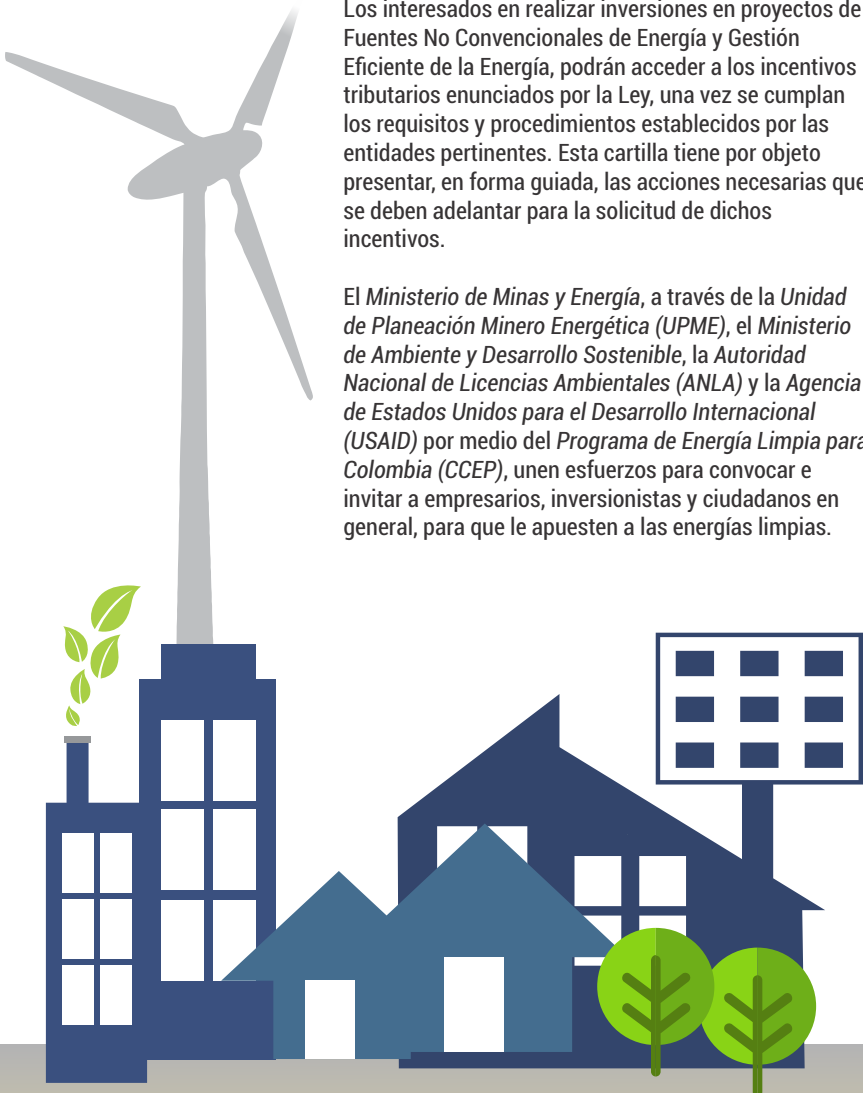 Los interesados en realizar inversiones en proyectos de
Fuentes No Convencionales de Energía y Gestión
Eficiente de la Energía, podrán acceder a los incentivos
tributarios enunciados por la Ley, una vez se cumplan
los requisitos y procedimientos establecidos por las
entidades pertinentes. Esta cartilla tiene por objeto
presentar, en forma guiada, las acciones necesarias que
se deben adelantar para la solicitud de dichos
incentivos.
El Ministerio de Minas y Energía, a través de la Unidad
de Planeación Minero Energética (UPME), el Ministerio
de Ambiente y Desarrollo Sostenible, la Autoridad
Nacional de Licencias Ambientales (ANLA) y la Agencia
de Estados Unidos para el Desarrollo Internacional
(USAID) por medio del Programa de Energía Limpia para
Colombia (CCEP), unen esfuerzos para convocar e
invitar a empresarios, inversionistas y ciudadanos en
general, para que le apuesten a las energías limpias.